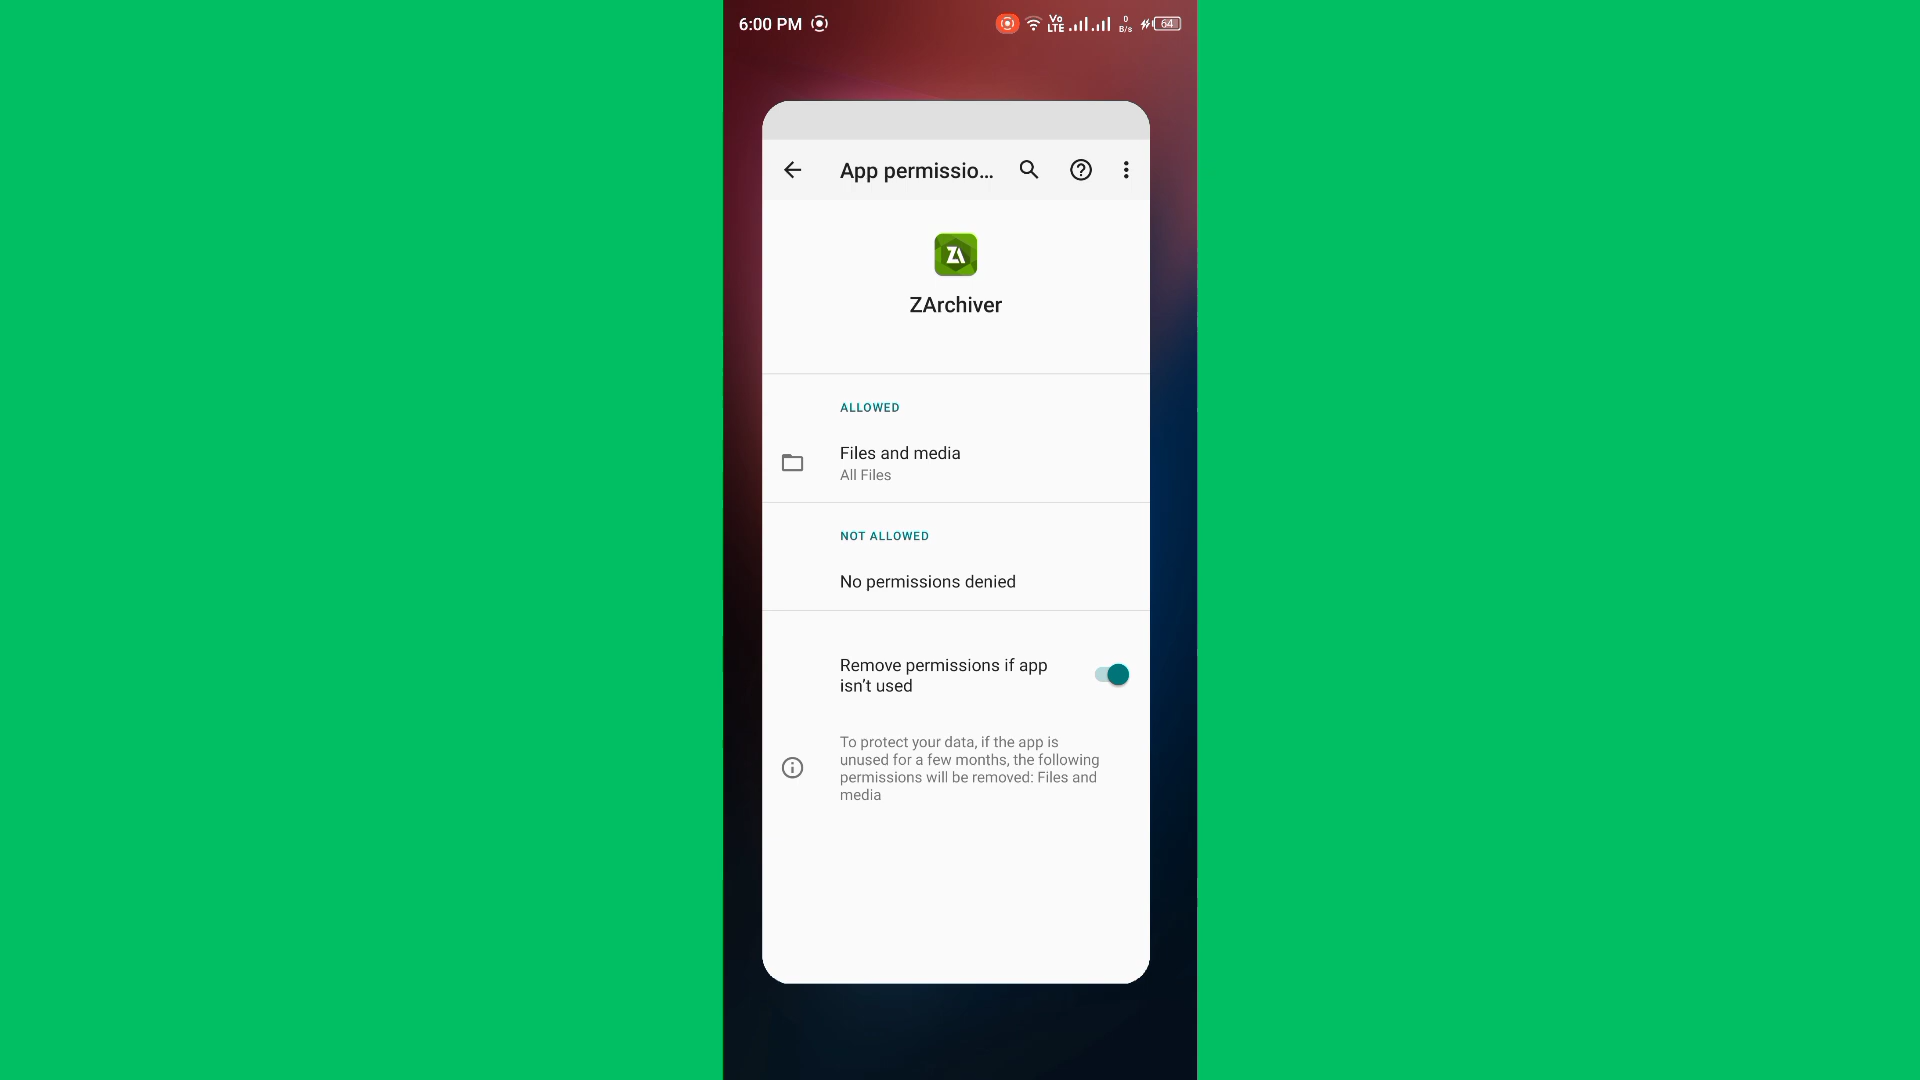 6:00 PM
Vo
LTE
0
B/s
64
App permissio...
ZA
ZArchiver
ALLOWED
Files and media
All Files
NOT ALLOWED
No permissions denied
Remove permissions if app
isn't used
To protect your data, if the app is
unused for a few months, the following
permissions will be removed: Files and
media